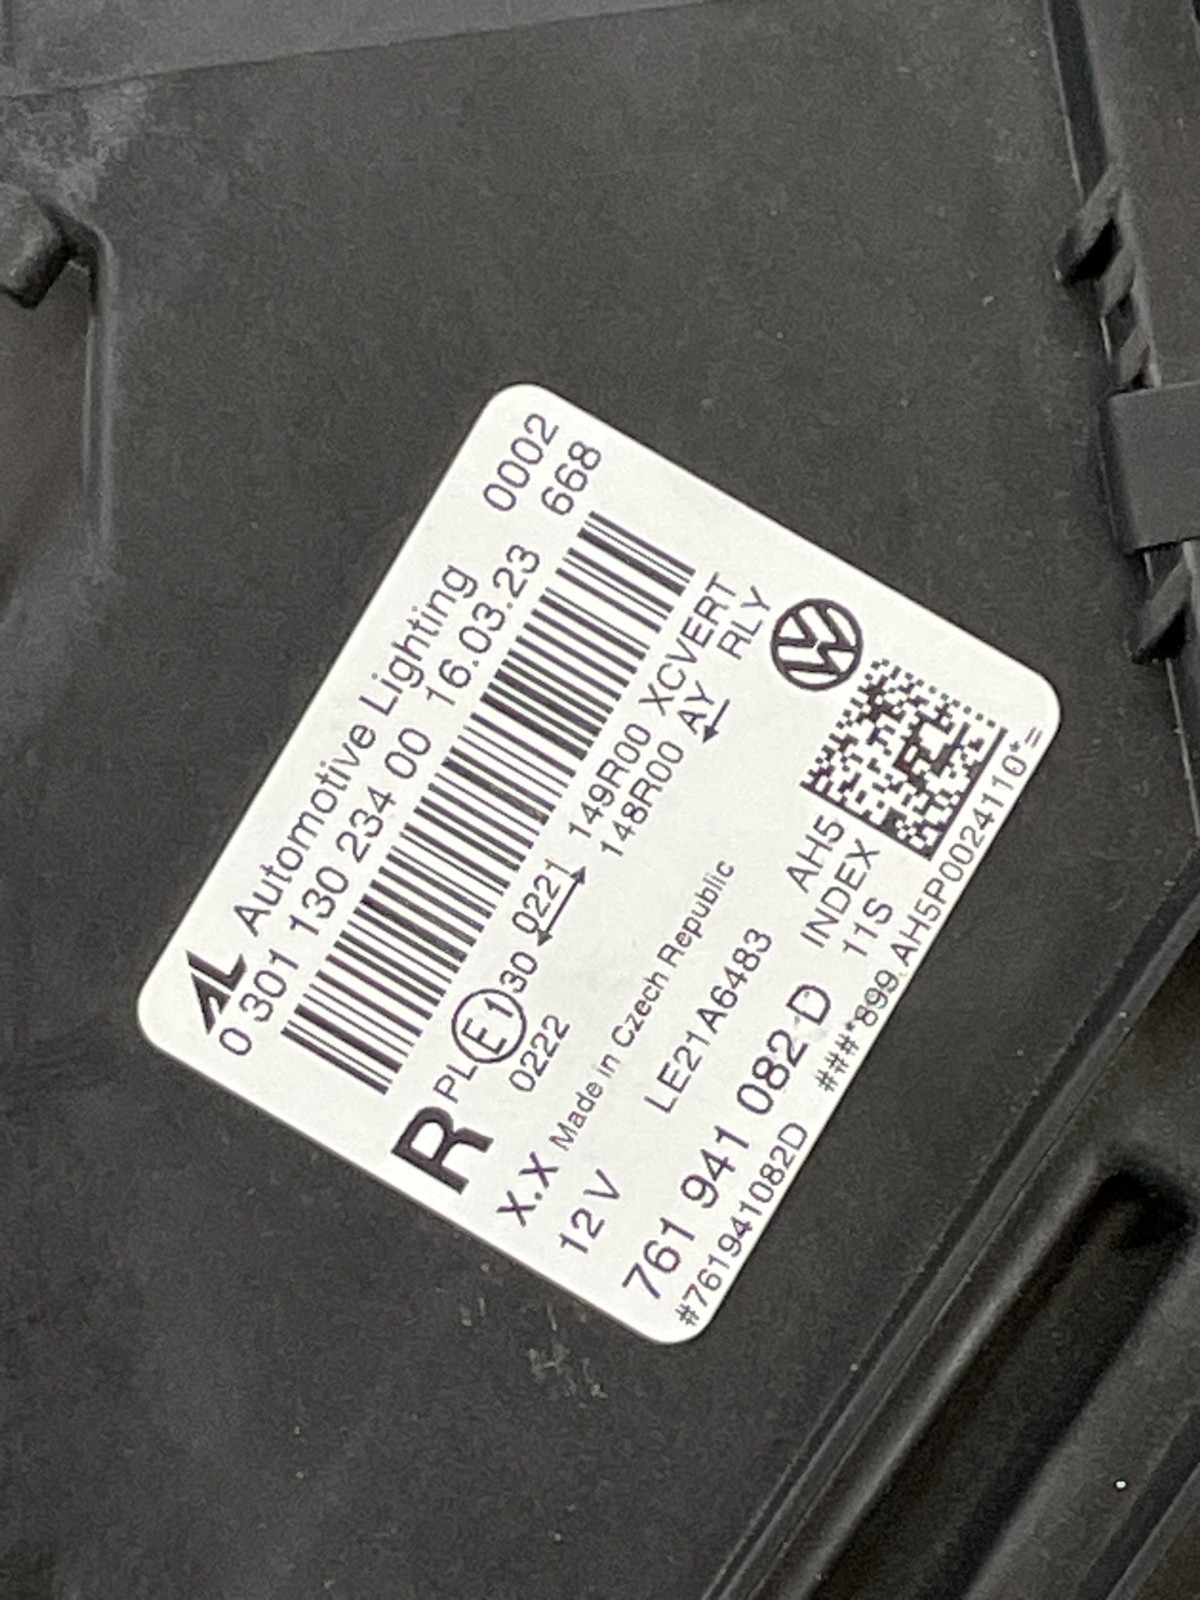 AL Automotive Lighting 0002
0 301 130 234 00 16.03.23 668
R PL E1 30 0221 149R00 XCVERT
0222 148R00 AY RLY
X.X Made in Czech Republic
12 V LE21A6483 AH5
INDEX
761 941 082 D 11S
#761941082D ###*899 AH5P0024110*=